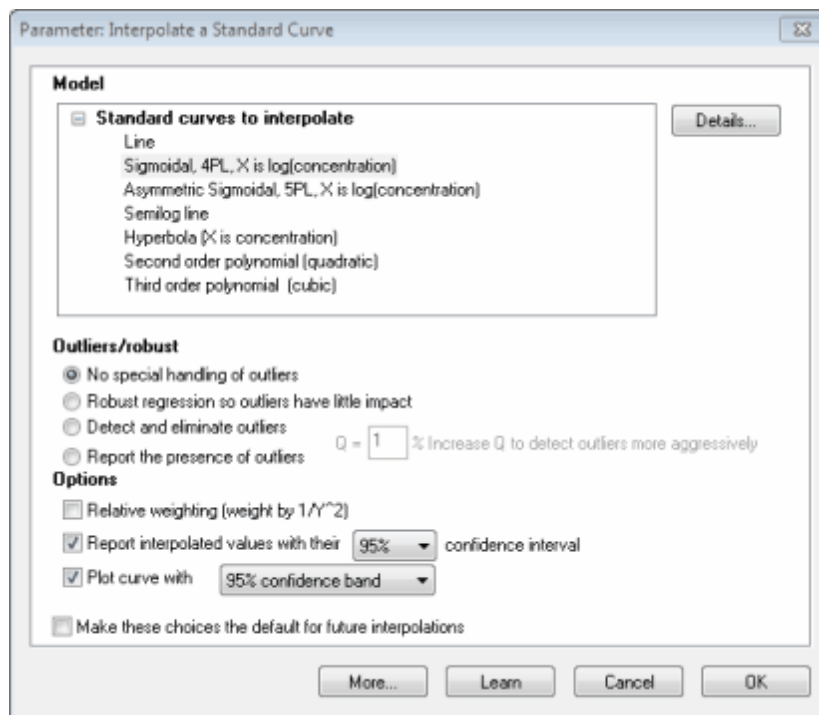 Parameter: Interpolate a Standard Curve
Model
Standard curves to interpolate
Details...
Line
Sigmoidal, 4PL, X is log(concentration)
Asymmetric Sigmoidal, 5PL, X is log(concentration)
Semilog line
Hyperbola (X is concentration)
Second order polynomial (quadratic)
Third order polynomial (cubic)
Outliers/robust
No special handling of outliers
Robust regression so outliers have little impact
Detect and eliminate outliers
Q = 1 % Increase Q to detect outliers more aggressively
Report the presence of outliers
Options
Relative weighting (weight by 1/Y^2)
Report interpolated values with their 95% confidence interval
Plot curve with 95% confidence band
Make these choices the default for future interpolations
More... Learn Cancel OK